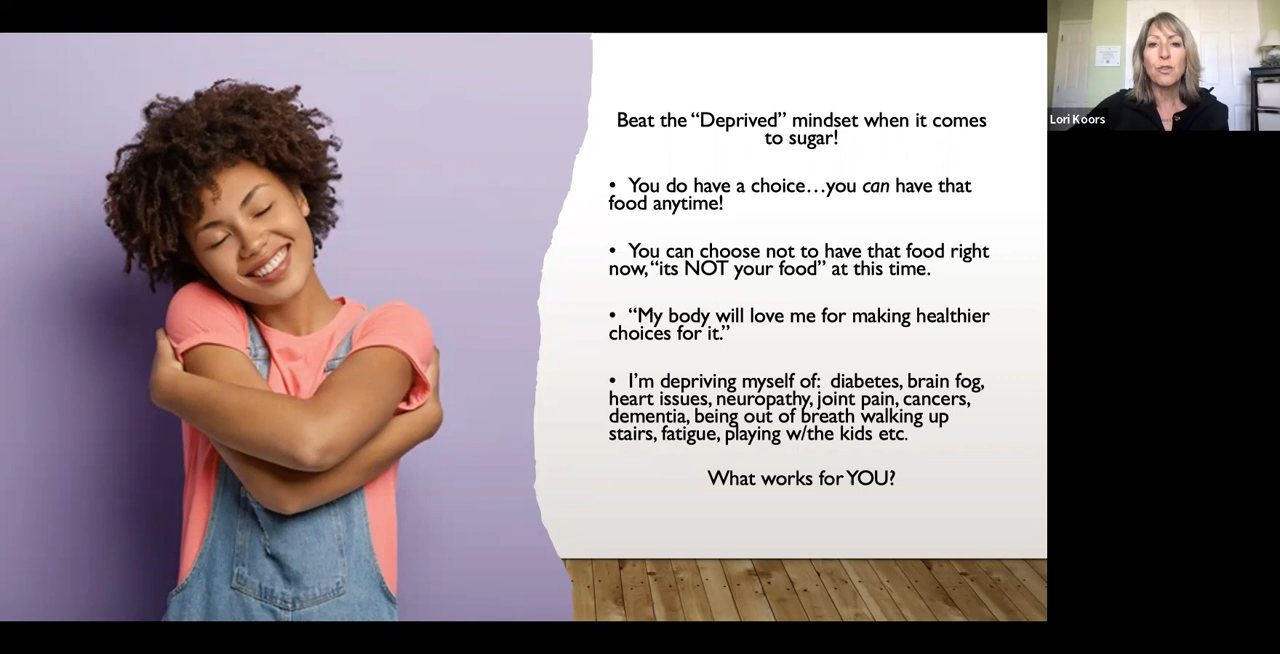 Beat the “Deprived” mindset when it comes
to sugar!
• You do have a choice…you can have that
food anytime!
• You can choose not to have that food right
now, “its NOT your food” at this time.
• “My body will love me for making healthier
choices for it.”
• I’m depriving myself of: diabetes, brain fog,
heart issues, neuropathy, joint pain, cancers,
dementia, being out of breath walking up
stairs, fatigue, playing w/the kids etc.
What works for YOU?
Lori Koors